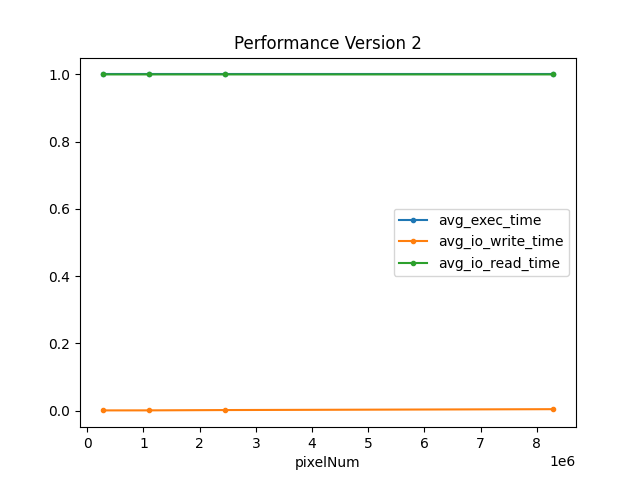 Performance Version 2
1.0
0.8
0.6
0.4
0.2
0.0
avg_exec_time
avg_io_write_time
avg_io_read_time
0 1 2 3 4 5 6 7 8
1e6
pixelNum